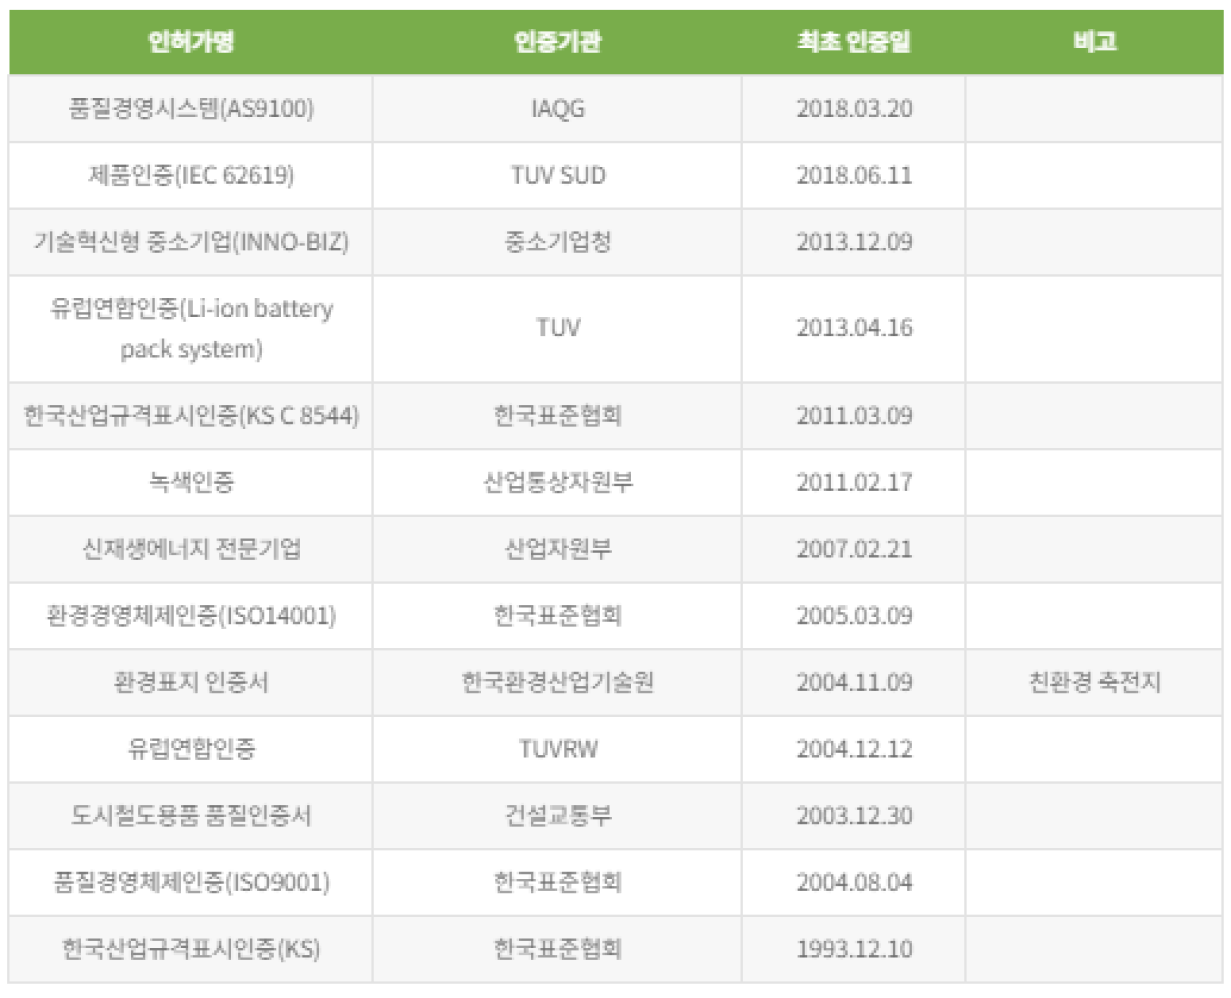 인허가명 인증기관 최초 인증일 비고
품질경영시스템(AS9100) IAQG 2018.03.20
제품인증(IEC 62619) TUV SUD 2018.06.11
기술혁신형 중소기업(INNO-BIZ) 중소기업청 2013.12.09
유럽연합인증(Li-ion battery
pack system) TUV 2013.04.16
한국산업규격표시인증(KS C 8544) 한국표준협회 2011.03.09
녹색인증 산업통상자원부 2011.02.17
신재생에너지 전문기업 산업자원부 2007.02.21
환경경영체제인증(ISO14001) 한국표준협회 2005.03.09
환경표지 인증서 한국환경산업기술원 2004.11.09 친환경 축전지
유럽연합인증 TUVRW 2004.12.12
도시철도용품 품질인증서 건설교통부 2003.12.30
품질경영체제인증(ISO9001) 한국표준협회 2004.08.04
한국산업규격표시인증(KS) 한국표준협회 1993.12.10